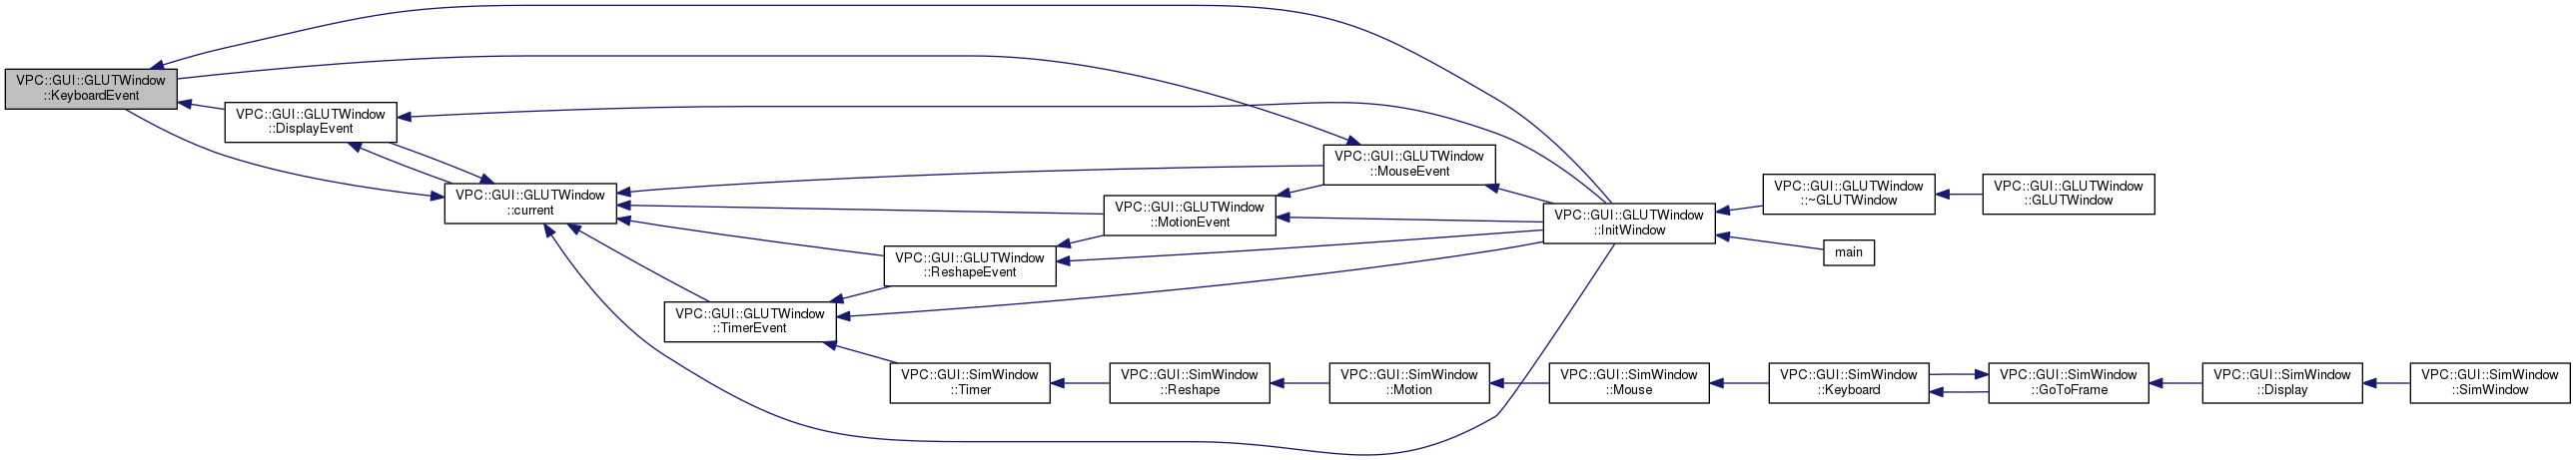 VPC::GUI::GLUTWindow
::KeyboardEvent
VPC::GUI::GLUTWindow
::DisplayEvent
VPC::GUI::GLUTWindow
::current
VPC::GUI::GLUTWindow
::MouseEvent
VPC::GUI::GLUTWindow
::MotionEvent
VPC::GUI::GLUTWindow
::ReshapeEvent
VPC::GUI::GLUTWindow
::TimerEvent
VPC::GUI::GLUTWindow
::InitWindow
VPC::GUI::GLUTWindow
::~GLUTWindow
VPC::GUI::GLUTWindow
::GLUTWindow
main
VPC::GUI::SimWindow
::Timer
VPC::GUI::SimWindow
::Reshape
VPC::GUI::SimWindow
::Motion
VPC::GUI::SimWindow
::Mouse
VPC::GUI::SimWindow
::Keyboard
VPC::GUI::SimWindow
::GoToFrame
VPC::GUI::SimWindow
::Display
VPC::GUI::SimWindow
::SimWindow